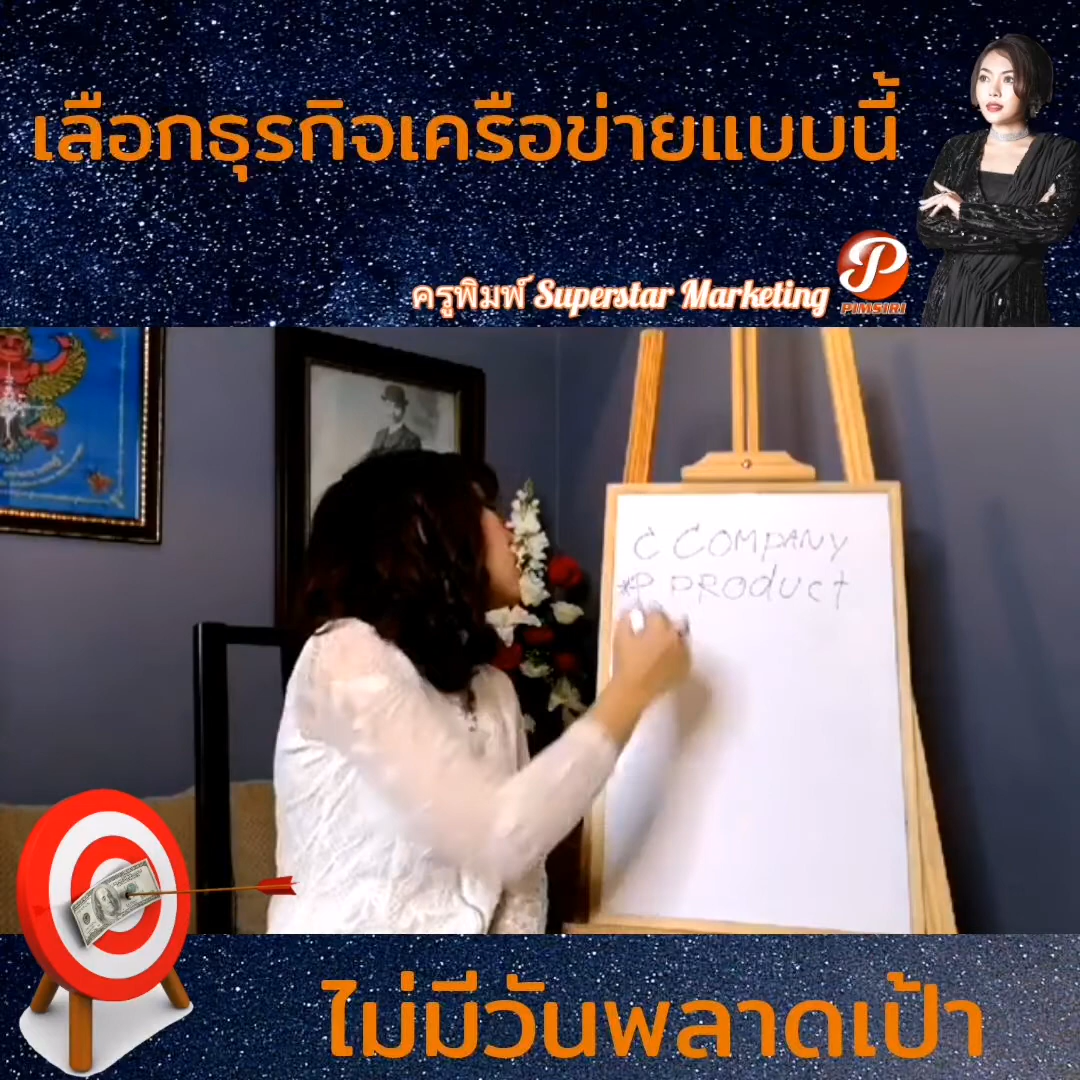 เลือกธุรกิจเครือข่ายแบบนี้
ครูพิมพ์ Superstar Marketing
P
PIMSIRI
C COMPANY
*P PRODUCT
ไม่มีวันพลาดเป้า